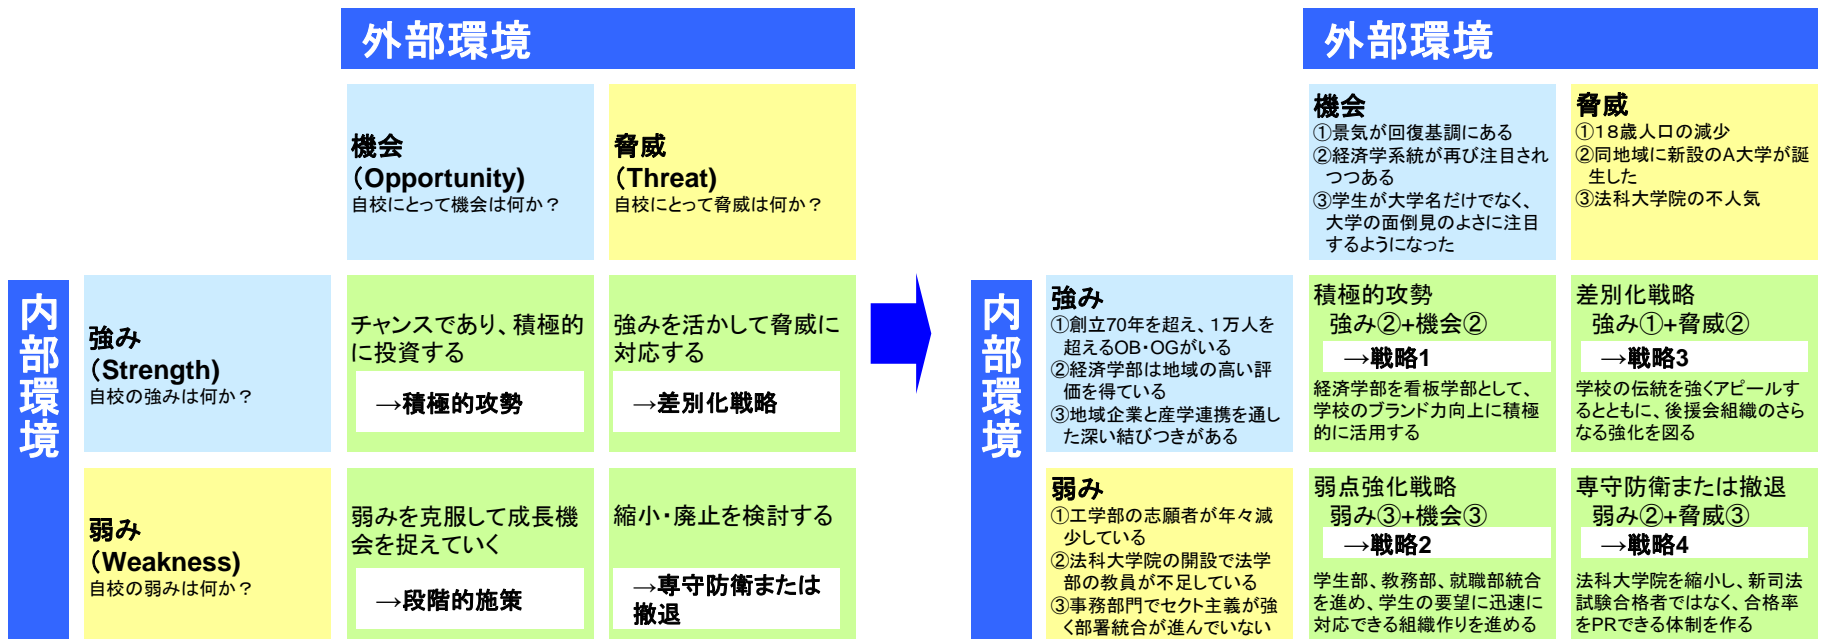 外部環境
機会
(Opportunity)
自校にとって機会は何か？
脅威
(Threat)
自校にとって脅威は何か？
内部環境
強み
(Strength)
自校の強みは何か？
チャンスであり、積極的
に投資する
→積極的攻勢
強みを活かして脅威に
対応する
→差別化戦略
弱み
(Weakness)
自校の弱みは何か？
弱みを克服して成長機
会を捉えていく
→段階的施策
縮小・廃止を検討する
→専守防衛または
撤退
外部環境
機会
①景気が回復基調にある
②経済学系統が再び注目され
つつある
③学生が大学名だけでなく、
大学の面倒見のよさに注目
するようになった
脅威
①１８歳人口の減少
②同地域に新設のA大学が誕
生した
③法科大学院の不人気
内部環境
強み
①創立70年を超え、１万人を
超えるOB・OGがいる
②経済学部は地域の高い評
価を得ている
③地域企業と産学連携を通し
た深い結びつきがある
積極的攻勢
強み②+機会②
→戦略1
経済学部を看板学部として、
学校のブランド力向上に積極
的に活用する
差別化戦略
強み①+脅威②
→戦略3
学校の伝統を強くアピールす
るとともに、後援会組織のさら
なる強化を図る
弱み
①工学部の志願者が年々減
少している
②法科大学院の開設で法学
部の教員が不足している
③事務部門でセクト主義が強
く部署統合が進んでいない
弱点強化戦略
弱み③+機会③
→戦略2
学生部、教務部、就職部統合
を進め、学生の要望に迅速に
対応できる組織作りを進める
専守防衛または撤退
弱み②+脅威③
→戦略4
法科大学院を縮小し、新司法
試験合格者ではなく、合格率
をPRできる体制を作る